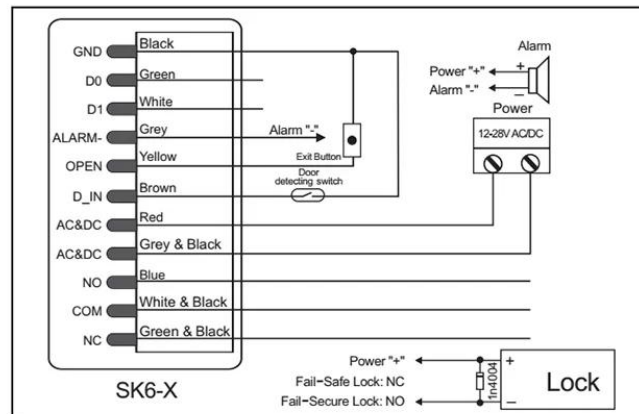 GND Black
D0 Green
D1 White
ALARM- Grey Alarm "-"
OPEN Yellow Exit Button
Door
detecting switch
D_IN Brown
AC&DC Red
AC&DC Grey & Black
NO Blue
COM White & Black
NC Green & Black
SK6-X
Alarm
Power "+" +
Alarm "-" −
Power
12-28V AC/DC
Power "+" +
Fail-Safe Lock: NC 1n4004 Lock
Fail-Secure Lock: NO −